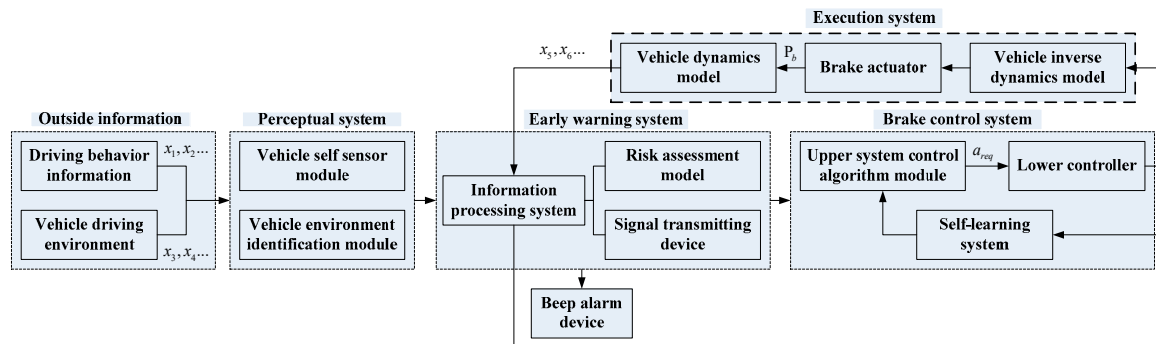 Execution system
x₅, x₆...
Vehicle dynamics
model
P_b
Brake actuator
Vehicle inverse
dynamics model
Outside information
Driving behavior
information
x₁, x₂...
Vehicle driving
environment
x₃, x₄...
Perceptual system
Vehicle self sensor
module
Vehicle environment
identification module
Early warning system
Information
processing system
Risk assessment
model
Signal transmitting
device
Beep alarm
device
Brake control system
Upper system control
algorithm module
a_req
Lower controller
Self-learning
system